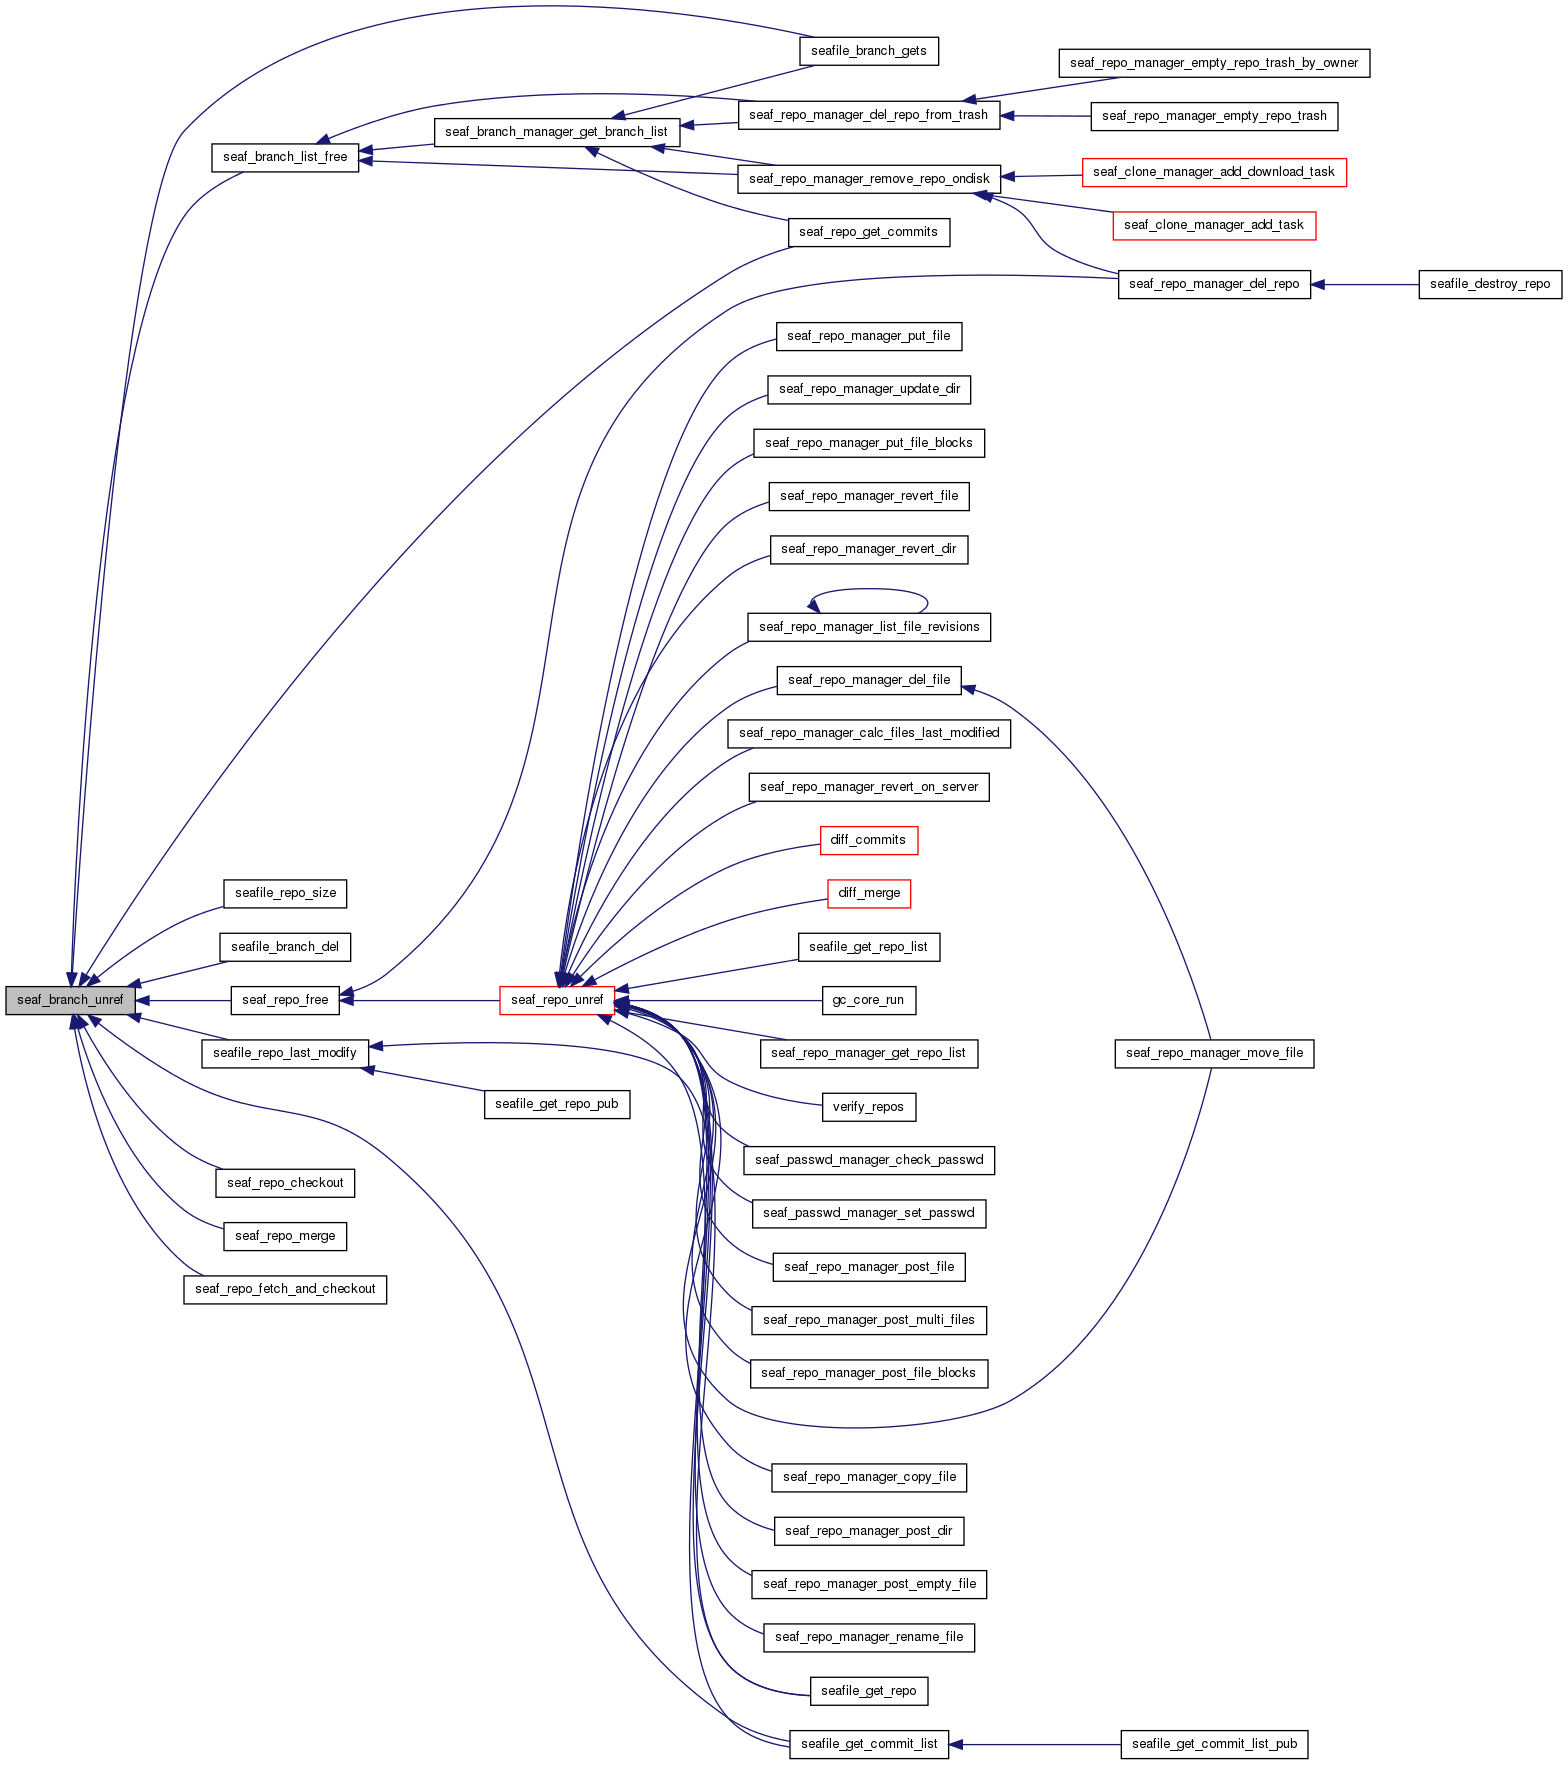 seafile_branch_gets
seaf_repo_manager_empty_repo_trash_by_owner
seaf_repo_manager_del_repo_from_trash
seaf_repo_manager_empty_repo_trash
seaf_branch_manager_get_branch_list
seaf_branch_list_free
seaf_clone_manager_add_download_task
seaf_repo_manager_remove_repo_ondisk
seaf_clone_manager_add_task
seaf_repo_get_commits
seaf_repo_manager_del_repo
seafile_destroy_repo
seaf_repo_manager_put_file
seaf_repo_manager_update_dir
seaf_repo_manager_put_file_blocks
seaf_repo_manager_revert_file
seaf_repo_manager_revert_dir
seaf_repo_manager_list_file_revisions
seaf_repo_manager_del_file
seaf_repo_manager_calc_files_last_modified
seaf_repo_manager_revert_on_server
diff_commits
seafile_repo_size
diff_merge
seafile_branch_del
seafile_get_repo_list
seaf_branch_unref
seaf_repo_free
seaf_repo_unref
gc_core_run
seafile_repo_last_modify
seaf_repo_manager_get_repo_list
seaf_repo_manager_move_file
seafile_get_repo_pub
verify_repos
seaf_passwd_manager_check_passwd
seaf_repo_checkout
seaf_passwd_manager_set_passwd
seaf_repo_merge
seaf_repo_manager_post_file
seaf_repo_fetch_and_checkout
seaf_repo_manager_post_multi_files
seaf_repo_manager_post_file_blocks
seaf_repo_manager_copy_file
seaf_repo_manager_post_dir
seaf_repo_manager_post_empty_file
seaf_repo_manager_rename_file
seafile_get_repo
seafile_get_commit_list
seafile_get_commit_list_pub